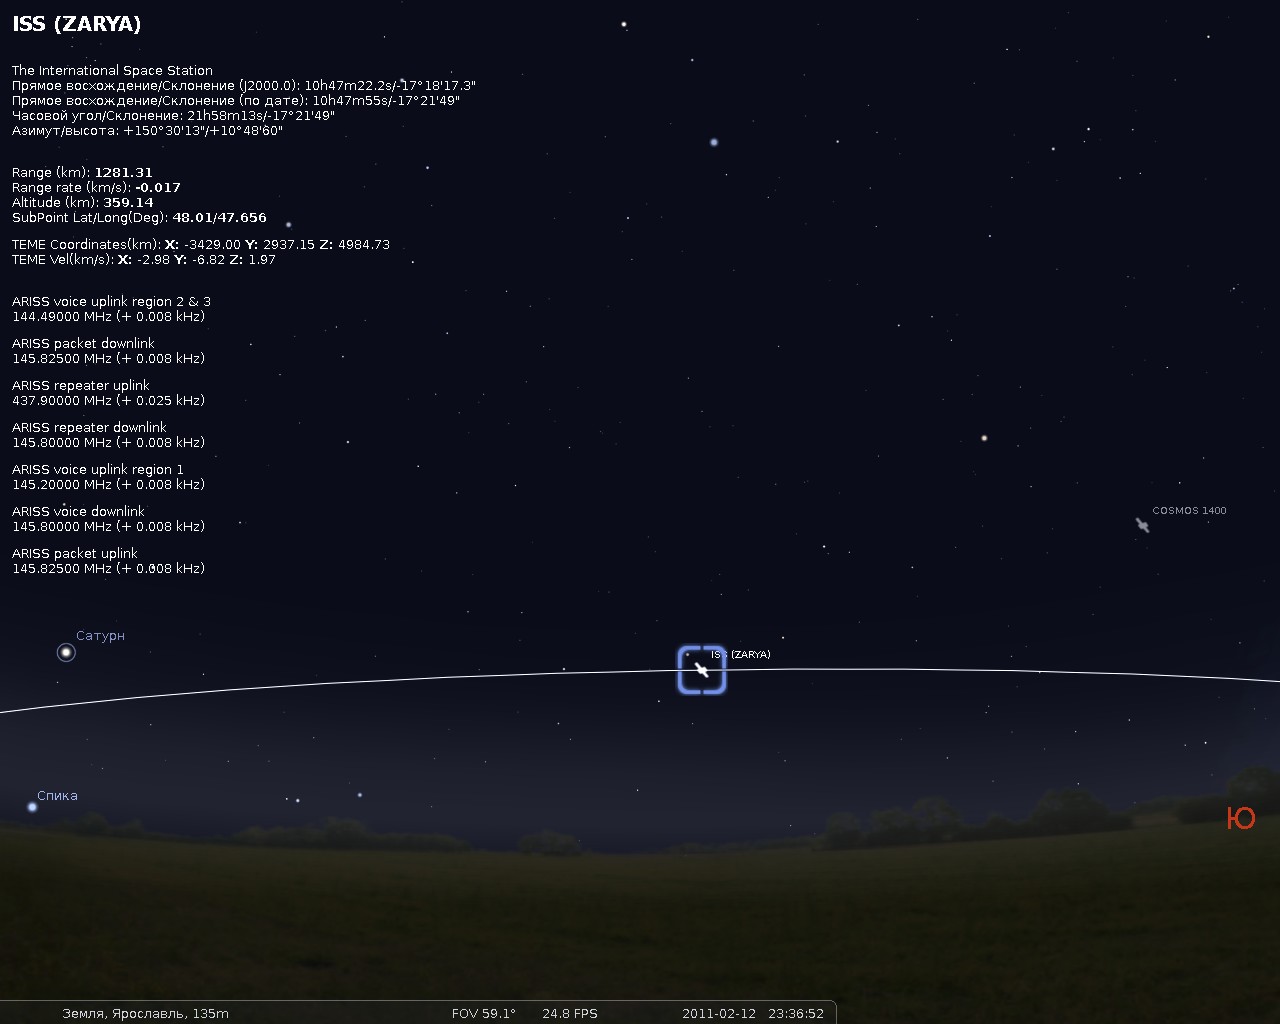 ISS (ZARYA)
The International Space Station
Прямое восхождение/Склонение (J2000.0): 10h47m22.2s/-17°18'17.3"
Прямое восхождение/Склонение (по дате): 10h47m55s/-17°21'49"
Часовой угол/Склонение: 21h58m13s/-17°21'49"
Азимут/высота: +150°30'13"/+10°48'60"
Range (km): 1281.31
Range rate (km/s): -0.017
Altitude (km): 359.14
SubPoint Lat/Long(Deg): 48.01/47.656
TEME Coordinates(km): X: -3429.00 Y: 2937.15 Z: 4984.73
TEME Vel(km/s): X: -2.98 Y: -6.82 Z: 1.97
ARISS voice uplink region 2 & 3
144.49000 MHz (+ 0.008 kHz)
ARISS packet downlink
145.82500 MHz (+ 0.008 kHz)
ARISS repeater uplink
437.90000 MHz (+ 0.025 kHz)
ARISS repeater downlink
145.80000 MHz (+ 0.008 kHz)
ARISS voice uplink region 1
145.20000 MHz (+ 0.008 kHz)
ARISS voice downlink
145.80000 MHz (+ 0.008 kHz)
ARISS packet uplink
145.82500 MHz (+ 0.008 kHz)
COSMOS 1400
Сатурн
ISS (ZARYA)
Спика
Ю
Земля, Ярославль, 135m FOV 59.1° 24.8 FPS 2011-02-12 23:36:52